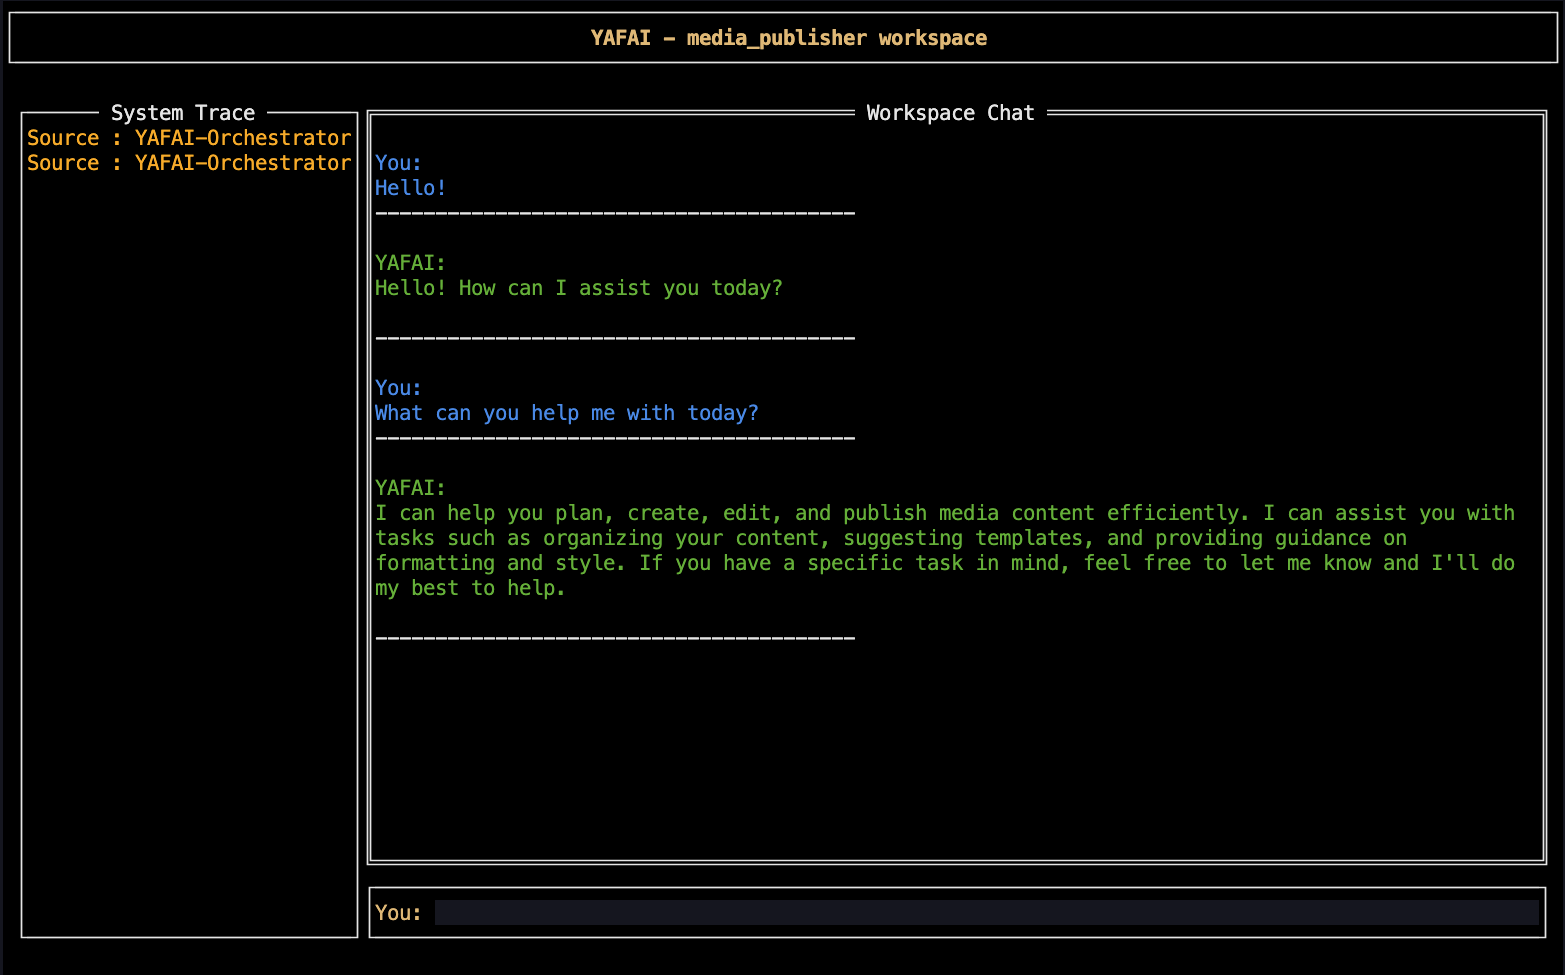 YAFAI - media_publisher workspace
System Trace
Source : YAFAI-Orchestrator
Source : YAFAI-Orchestrator
Workspace Chat
You:
Hello!
----------------------------------------
YAFAI:
Hello! How can I assist you today?
----------------------------------------
You:
What can you help me with today?
----------------------------------------
YAFAI:
I can help you plan, create, edit, and publish media content efficiently. I can assist you with
tasks such as organizing your content, suggesting templates, and providing guidance on
formatting and style. If you have a specific task in mind, feel free to let me know and I'll do
my best to help.
----------------------------------------
You: